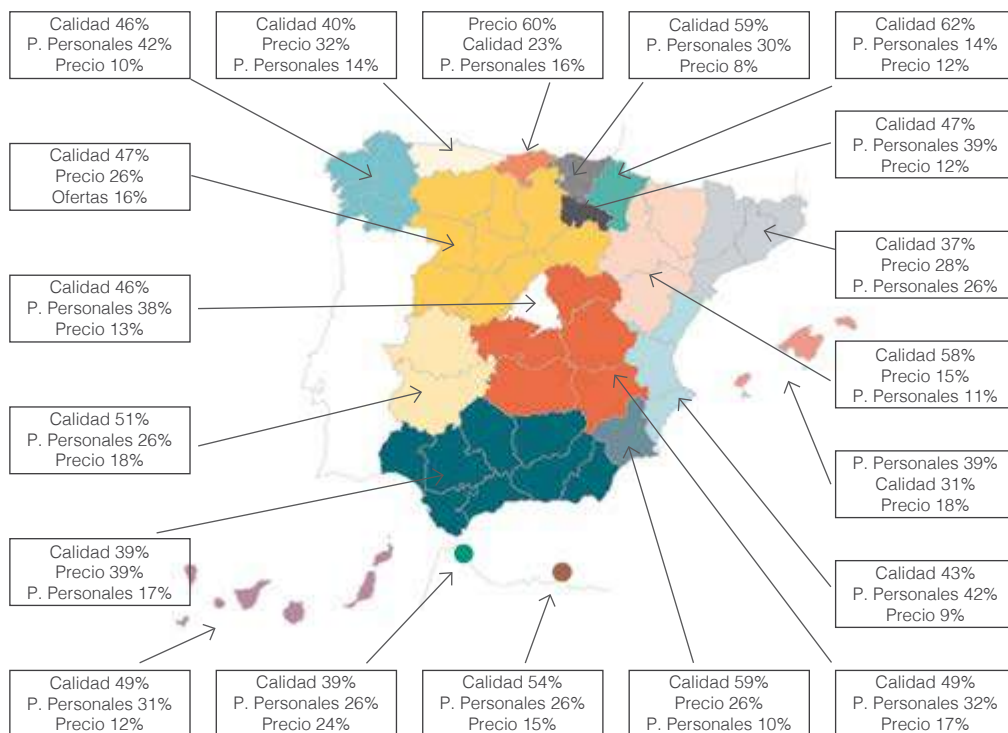 Calidad 46%
P. Personales 42%
Precio 10%
Calidad 40%
Precio 32%
P. Personales 14%
Precio 60%
Calidad 23%
P. Personales 16%
Calidad 59%
P. Personales 30%
Precio 8%
Calidad 62%
P. Personales 14%
Precio 12%
Calidad 47%
P. Personales 39%
Precio 12%
Calidad 47%
Precio 26%
Ofertas 16%
Calidad 37%
Precio 28%
P. Personales 26%
Calidad 46%
P. Personales 38%
Precio 13%
Calidad 58%
Precio 15%
P. Personales 11%
Calidad 51%
P. Personales 26%
Precio 18%
P. Personales 39%
Calidad 31%
Precio 18%
Calidad 39%
Precio 39%
P. Personales 17%
Calidad 43%
P. Personales 42%
Precio 9%
Calidad 49%
P. Personales 31%
Precio 12%
Calidad 39%
P. Personales 26%
Precio 24%
Calidad 54%
P. Personales 26%
Precio 15%
Calidad 59%
Precio 26%
P. Personales 10%
Calidad 49%
P. Personales 32%
Precio 17%